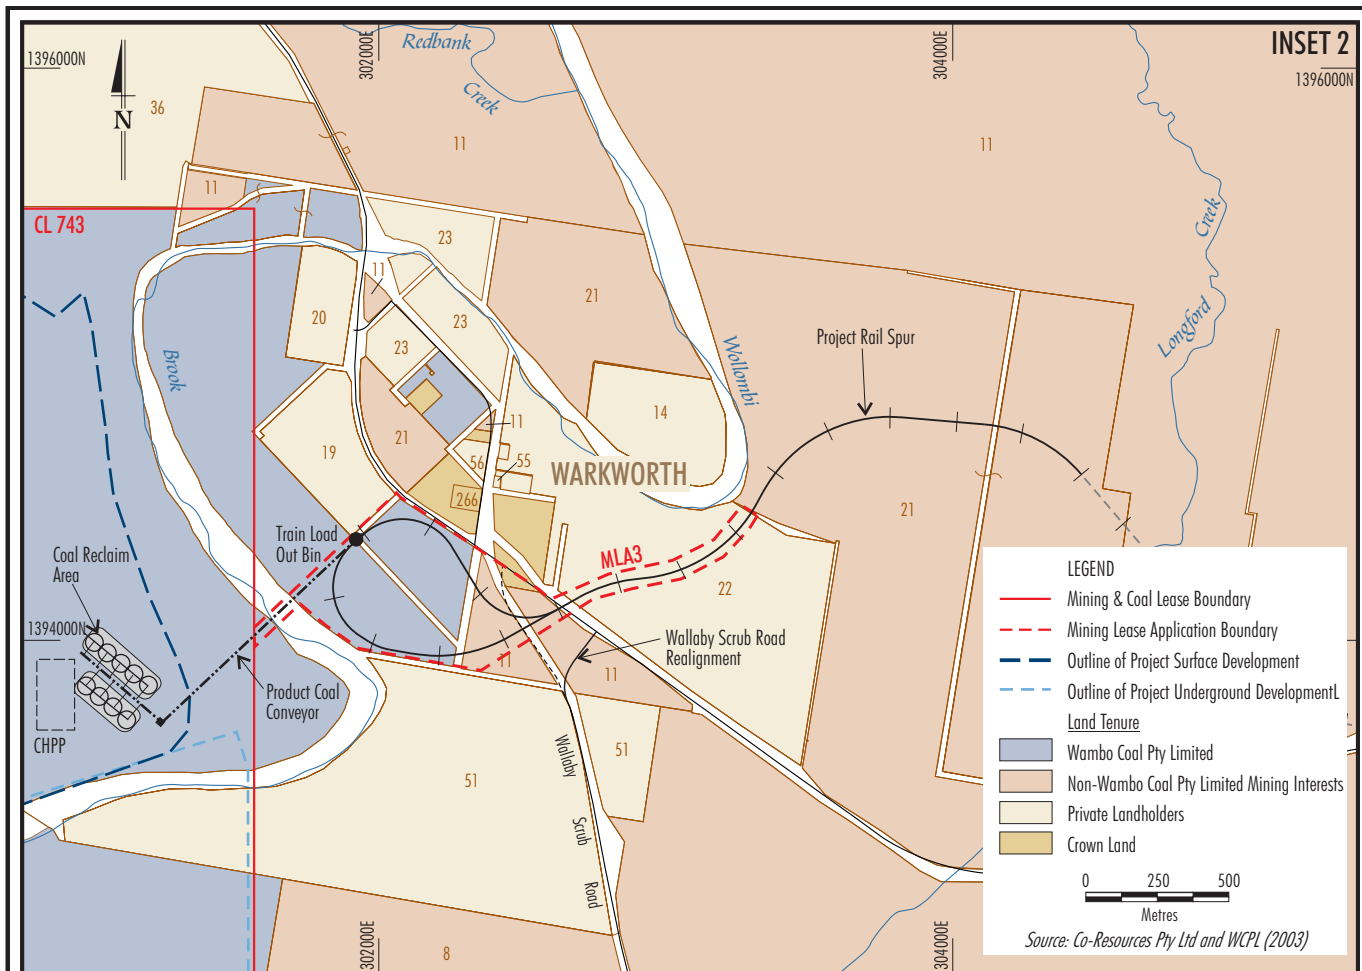 INSET 2
1396000N
302000E
304000E
1396000N
Redbank
Creek
N
36
11
11
11
CL 743
23
11
21
20
23
23
Brook
Wollombi
Creek
Longford
Project Rail Spur
14
11
21
19
56
55
WARKWORTH
266
21
Train Load
Out Bin
Coal Reclaim
Area
MLA3
22
1394000N
Wallaby Scrub Road
Realignment
11
11
Product Coal
Conveyor
CHPP
51
51
Wallaby
Scrub
Road
8
302000E
304000E
LEGEND
Mining & Coal Lease Boundary
Mining Lease Application Boundary
Outline of Project Surface Development
Outline of Project Underground DevelopmentL
Land Tenure
Wambo Coal Pty Limited
Non-Wambo Coal Pty Limited Mining Interests
Private Landholders
Crown Land
0 250 500
Metres
Source: Co-Resources Pty Ltd and WCPL (2003)